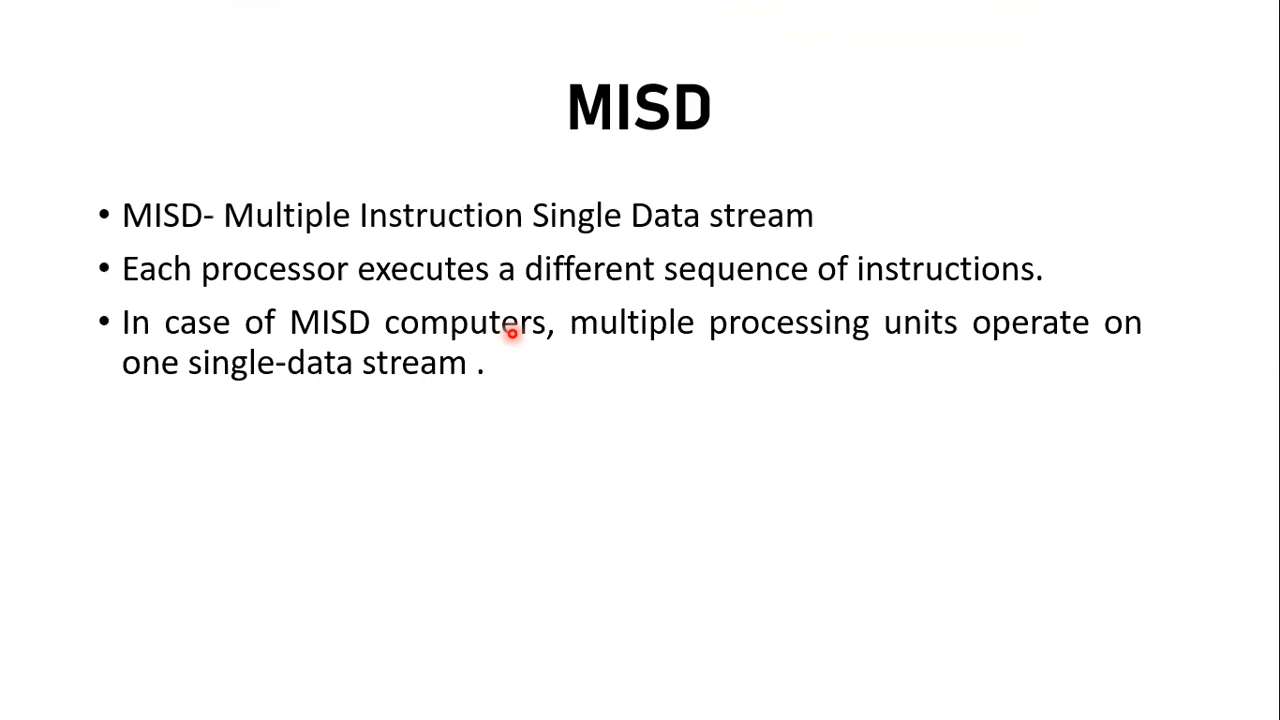 MISD
• MISD- Multiple Instruction Single Data stream
• Each processor executes a different sequence of instructions.
• In case of MISD computers, multiple processing units operate on
one single-data stream .